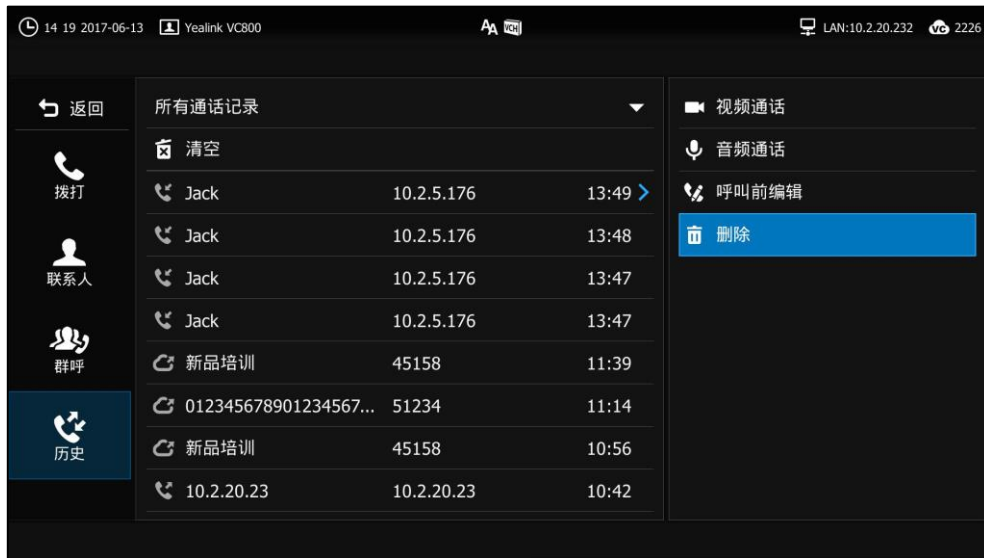 14 19 2017-06-13 Yealink VC800 AA VCH LAN:10.2.20.232 VC 2226
返回
拨打
联系人
群呼
历史
所有通话记录
清空
Jack 10.2.5.176 13:49
Jack 10.2.5.176 13:48
Jack 10.2.5.176 13:47
Jack 10.2.5.176 13:47
新品培训 45158 11:39
012345678901234567... 51234 11:14
新品培训 45158 10:56
10.2.20.23 10.2.20.23 10:42
视频通话
音频通话
呼叫前编辑
删除